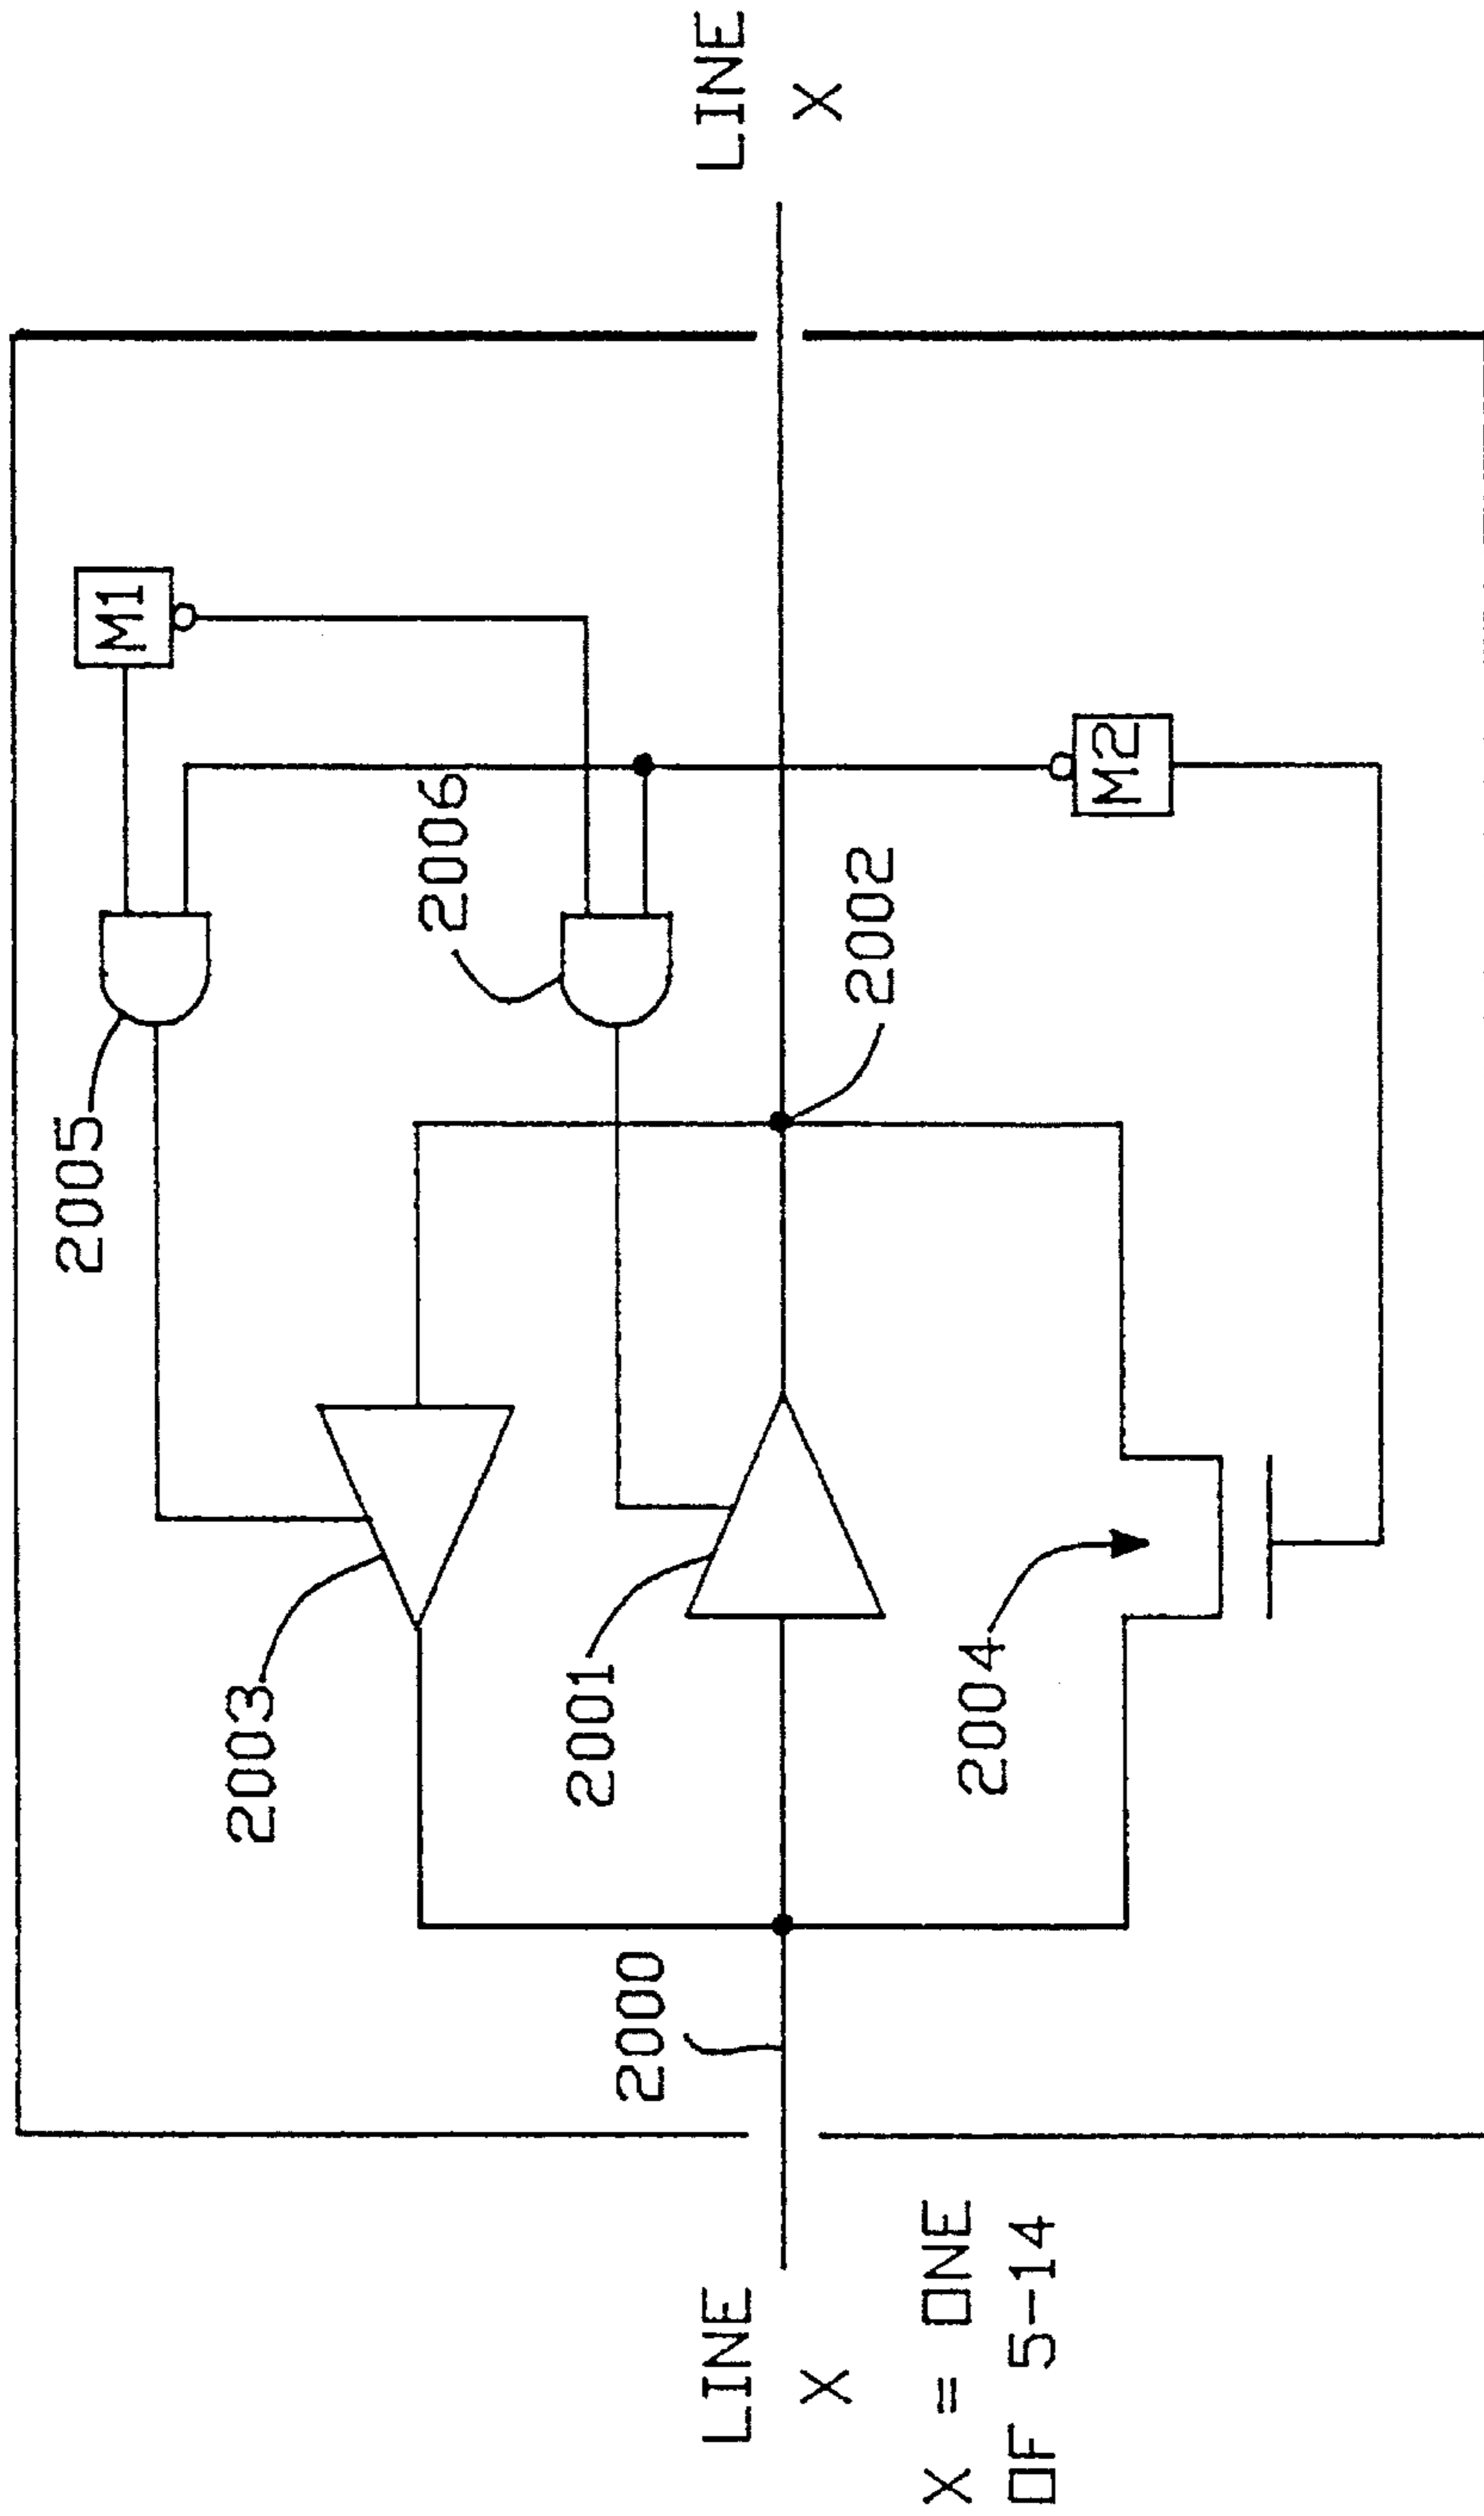 M1
2005
2006
M2
2003
2002
2001
2000
2004
LINE
X
LINE
X
X = ONE
OF 5-14